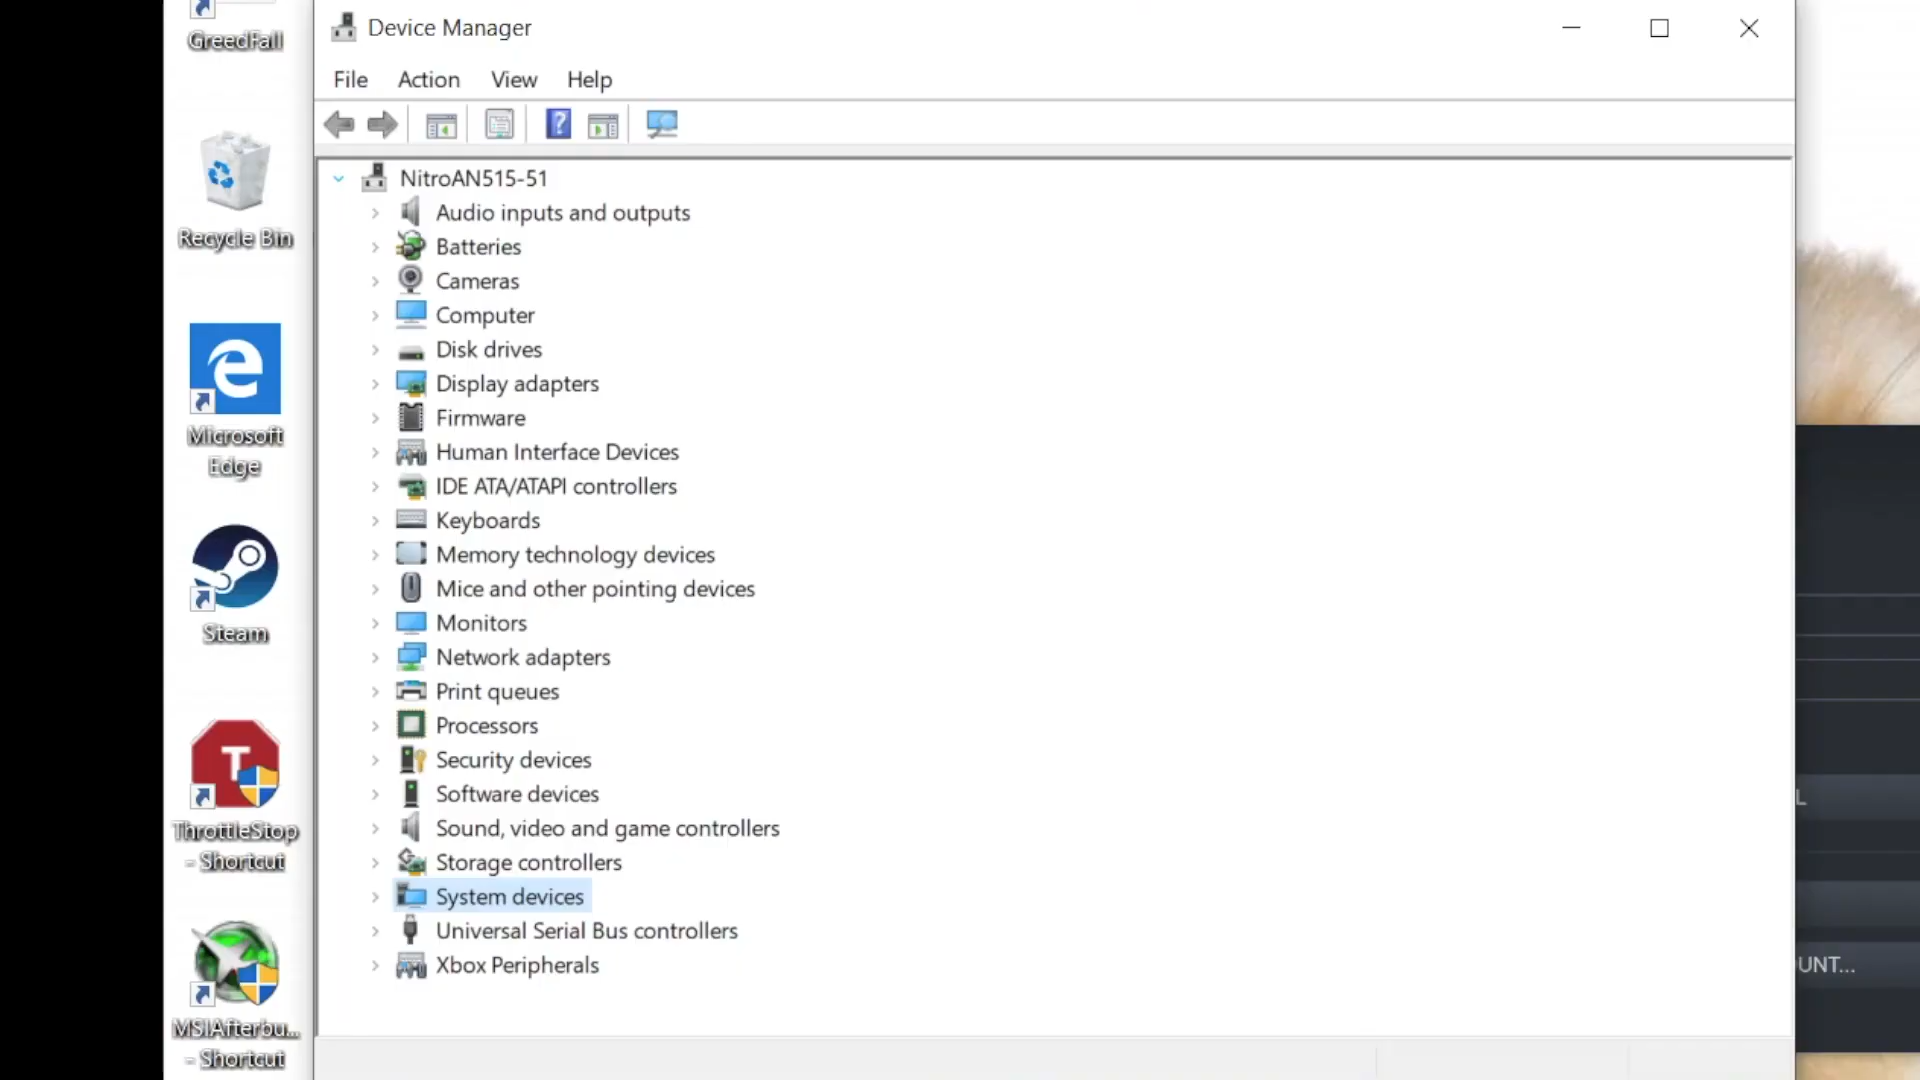 GreedFall
Recycle Bin
Microsoft
Edge
Steam
ThrottleStop
- Shortcut
MSIAfterbu...
- Shortcut
Device Manager
File Action View Help
NitroAN515-51
Audio inputs and outputs
Batteries
Cameras
Computer
Disk drives
Display adapters
Firmware
Human Interface Devices
IDE ATA/ATAPI controllers
Keyboards
Memory technology devices
Mice and other pointing devices
Monitors
Network adapters
Print queues
Processors
Security devices
Software devices
Sound, video and game controllers
Storage controllers
System devices
Universal Serial Bus controllers
Xbox Peripherals
L
OUNT...